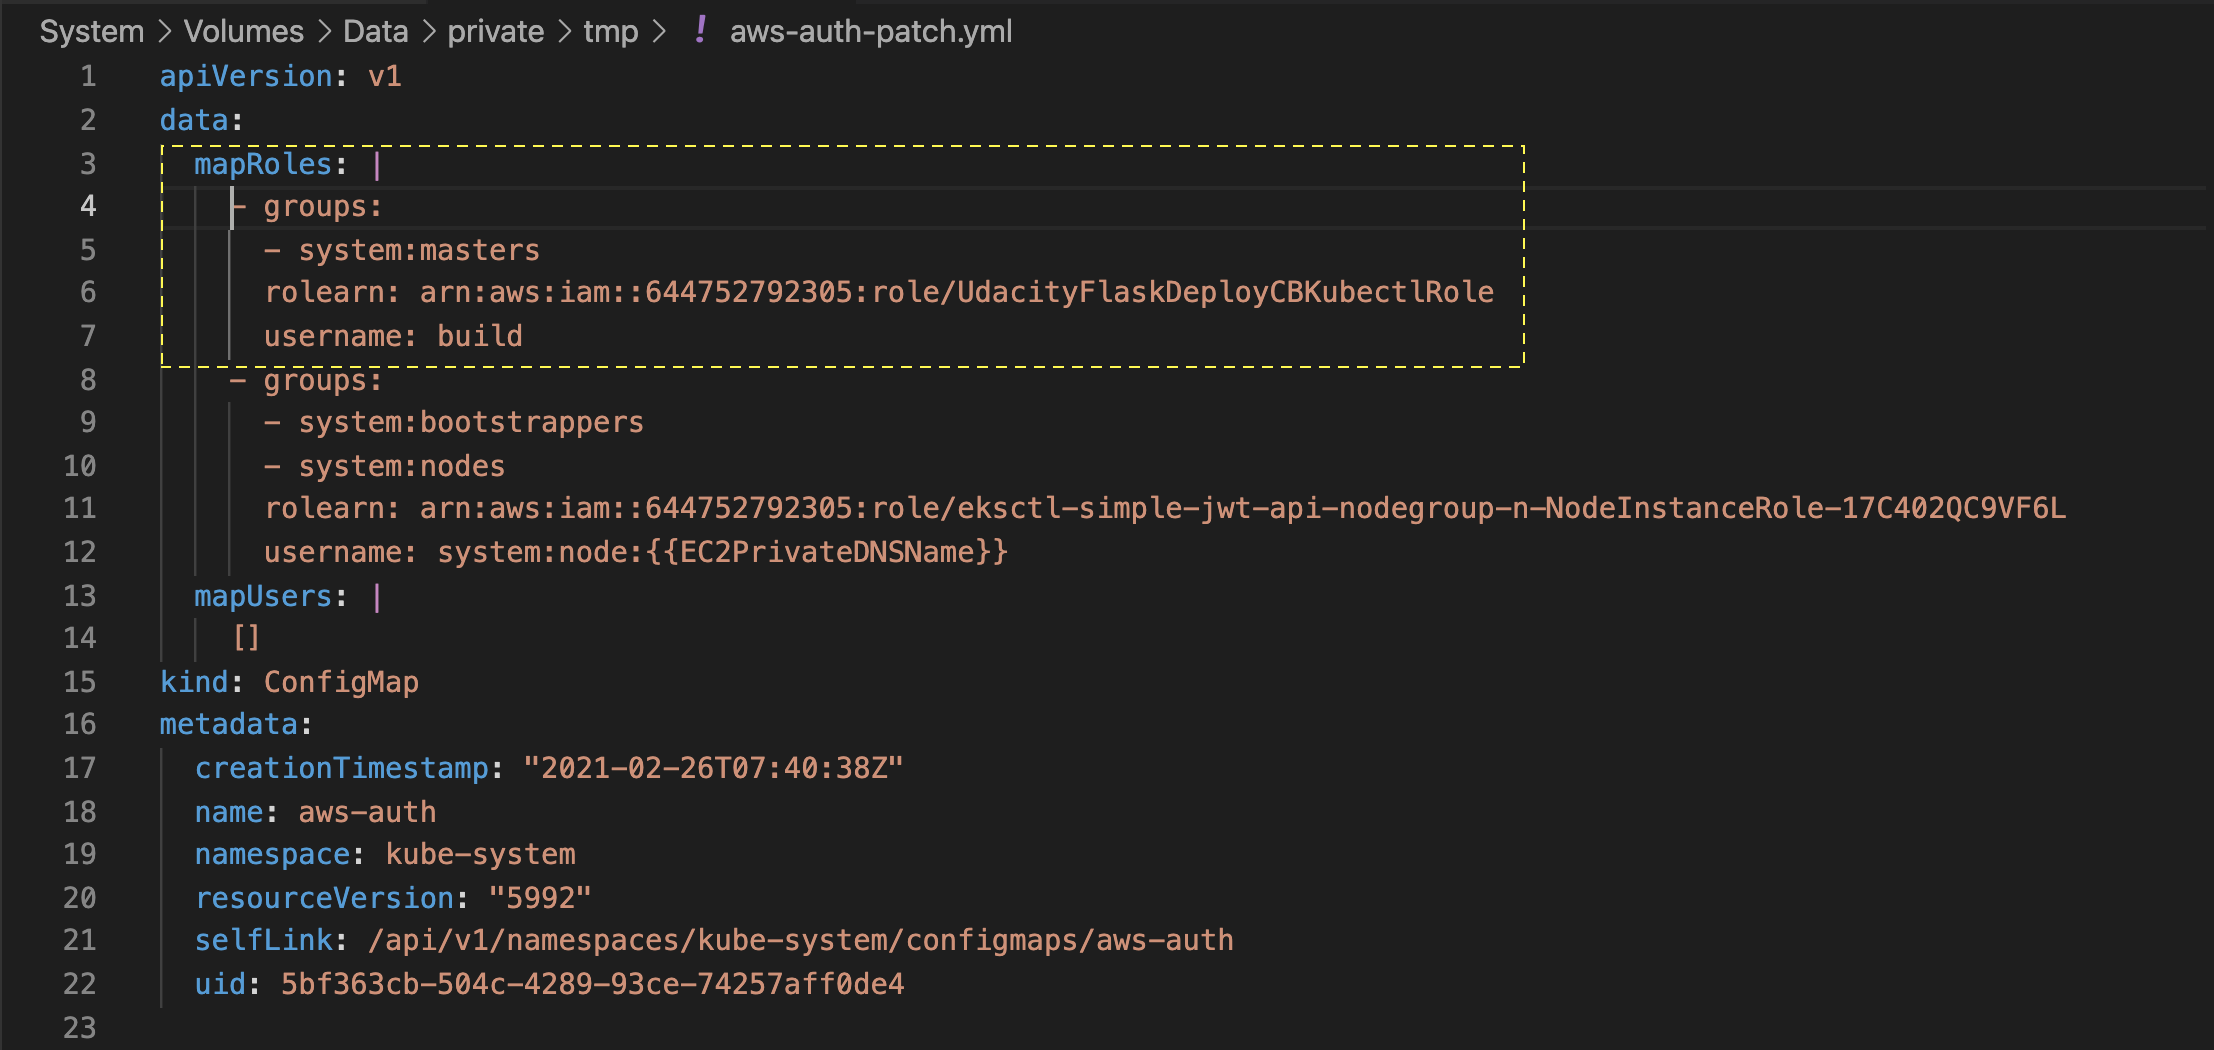 System > Volumes > Data > private > tmp > ! aws-auth-patch.yml
1 apiVersion: v1
2 data:
3   mapRoles: |
4     - groups:
5       - system:masters
6       rolearn: arn:aws:iam::644752792305:role/UdacityFlaskDeployCBKubectlRole
7       username: build
8     - groups:
9       - system:bootstrappers
10       - system:nodes
11       rolearn: arn:aws:iam::644752792305:role/eksctl-simple-jwt-api-nodegroup-n-NodeInstanceRole-17C402QC9VF6L
12       username: system:node:{{EC2PrivateDNSName}}
13   mapUsers: |
14     []
15 kind: ConfigMap
16 metadata:
17   creationTimestamp: "2021-02-26T07:40:38Z"
18   name: aws-auth
19   namespace: kube-system
20   resourceVersion: "5992"
21   selfLink: /api/v1/namespaces/kube-system/configmaps/aws-auth
22   uid: 5bf363cb-504c-4289-93ce-74257aff0de4
23